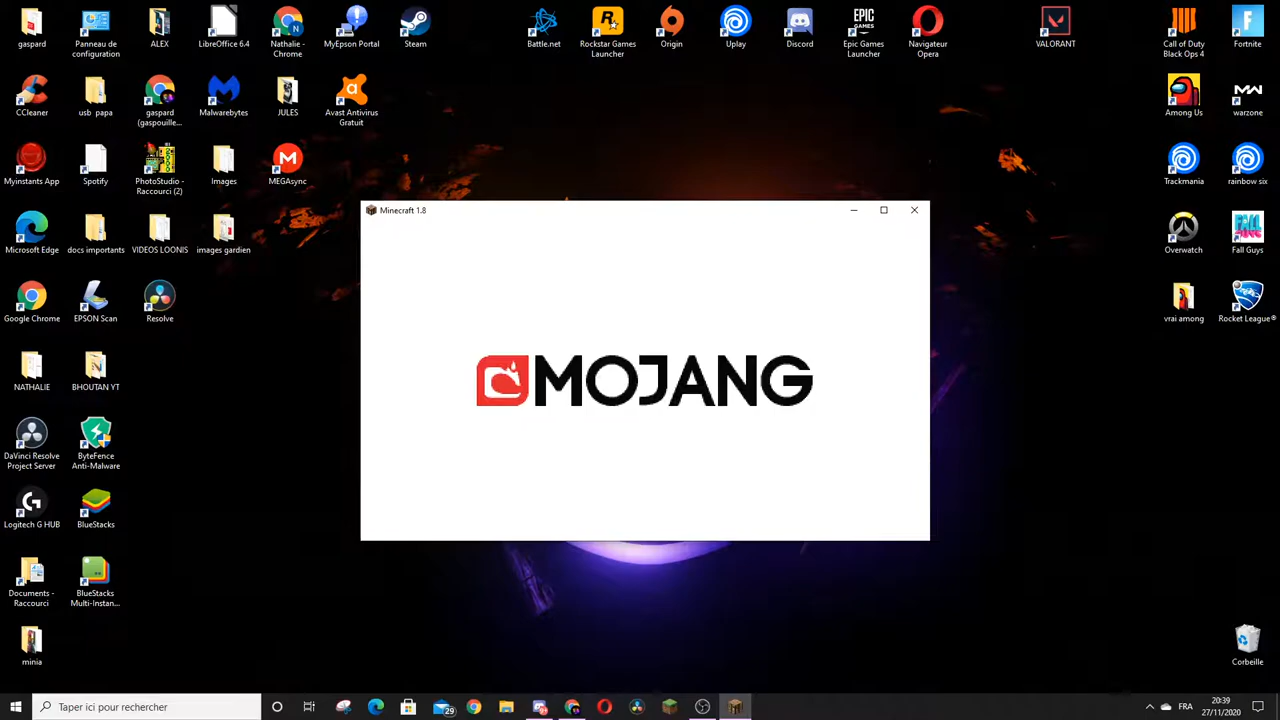 gaspard
Panneau de
configuration
ALEX
LibreOffice 6.4
Nathalie -
Chrome
MyEpson Portal
Steam
Battle.net
Rockstar Games
Launcher
Origin
Uplay
Discord
Epic Games
Launcher
Navigateur
Opera
VALORANT
Call of Duty
Black Ops 4
Fortnite
CCleaner
usb papa
gaspard
(gaspouille...
Malwarebytes
JULES
Avast Antivirus
Gratuit
Among Us
warzone
Myinstants App
Spotify
PhotoStudio -
Raccourci (2)
Images
MEGAsync
Trackmania
rainbow six
Microsoft Edge
docs importants
VIDEOS LOONIS
images gardien
Overwatch
Fall Guys
Google Chrome
EPSON Scan
Resolve
vrai among
Rocket League®
NATHALIE
BHOUTAN YT
DaVinci Resolve
Project Server
ByteFence
Anti-Malware
Logitech G HUB
BlueStacks
Documents -
Raccourci
BlueStacks
Multi-Instan...
minia
Corbeille
Minecraft 1.8
MOJANG
Taper ici pour rechercher
29
FRA
20:39
27/11/2020